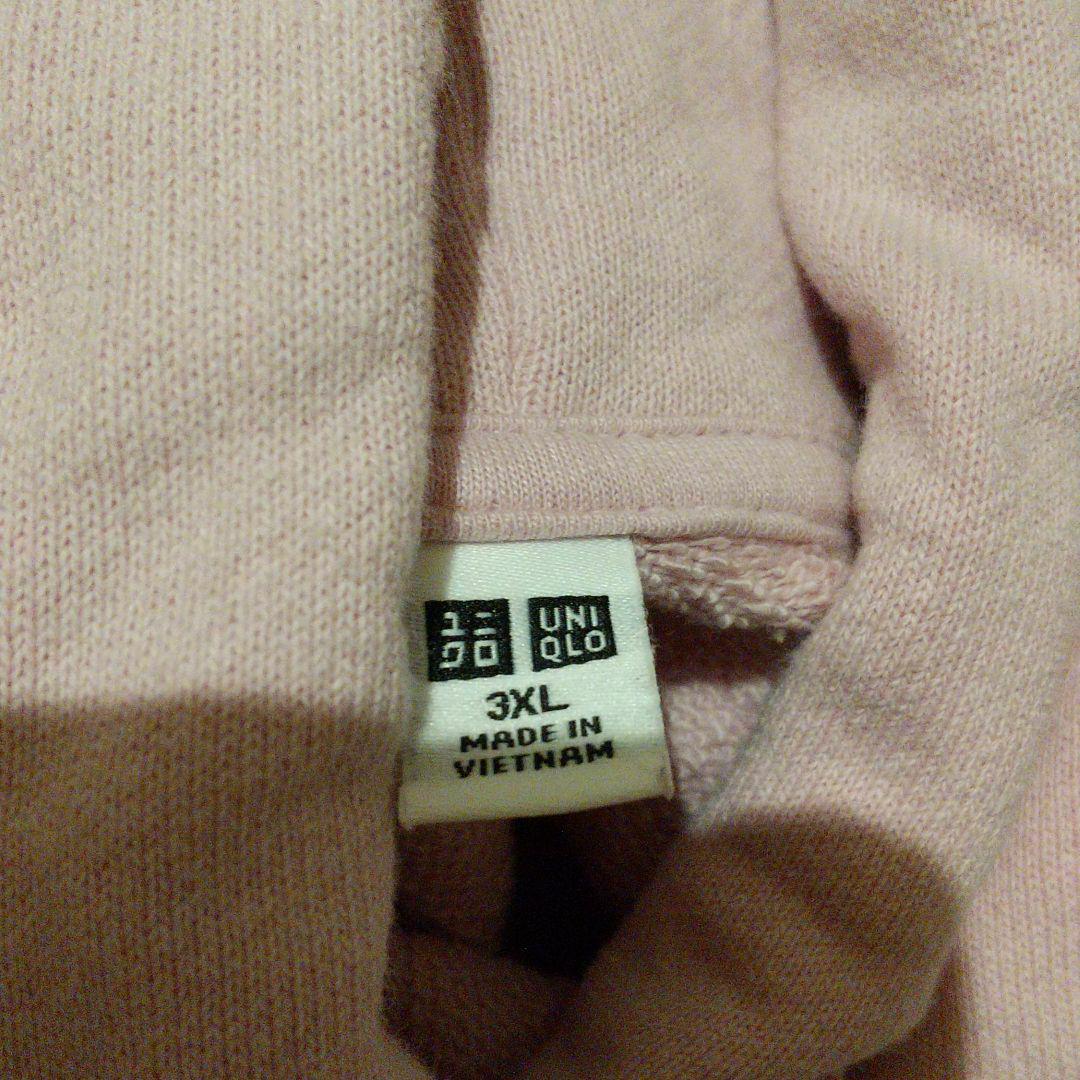 ユニ UNI
クロ QLO
3XL
MADE IN
VIETNAM